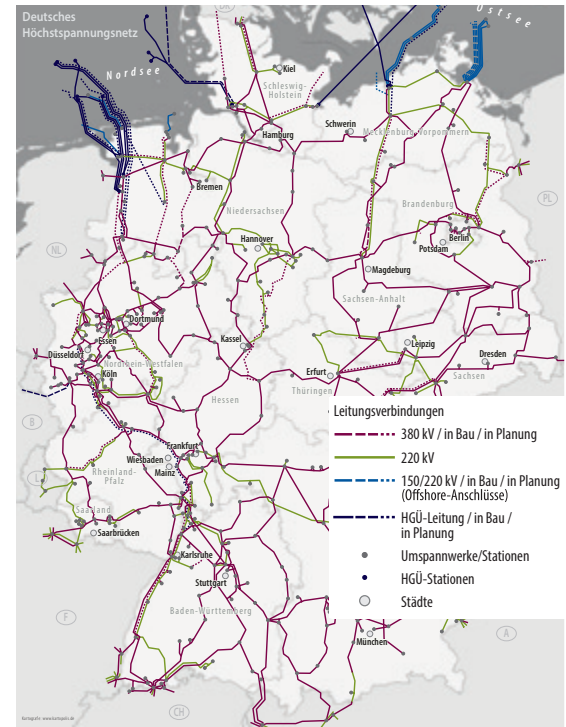 Deutsches
Höchstspannungsnetz
Ostsee
Nordsee
DK
Kiel
Schleswig-
Holstein
Hamburg
Schwerin
Mecklenburg-Vorpommern
Bremen
Niedersachsen
Brandenburg
PL
NL
Hannover
Berlin
Potsdam
Magdeburg
Sachsen-Anhalt
Dortmund
Essen
Düsseldorf
Nordrhein-Westfalen
Köln
Kassel
Leipzig
Dresden
Erfurt
Sachsen
Thüringen
Hessen
B
Frankfurt
Wiesbaden
Mainz
Rheinland-
Pfalz
L
Saarland
Saarbrücken
Karlsruhe
Stuttgart
Baden-Württemberg
F
München
A
CH
Leitungsverbindungen
380 kV / in Bau / in Planung
220 kV
150/220 kV / in Bau / in Planung
(Offshore-Anschlüsse)
HGÜ-Leitung / in Bau /
in Planung
Umspannwerke/Stationen
HGÜ-Stationen
Städte